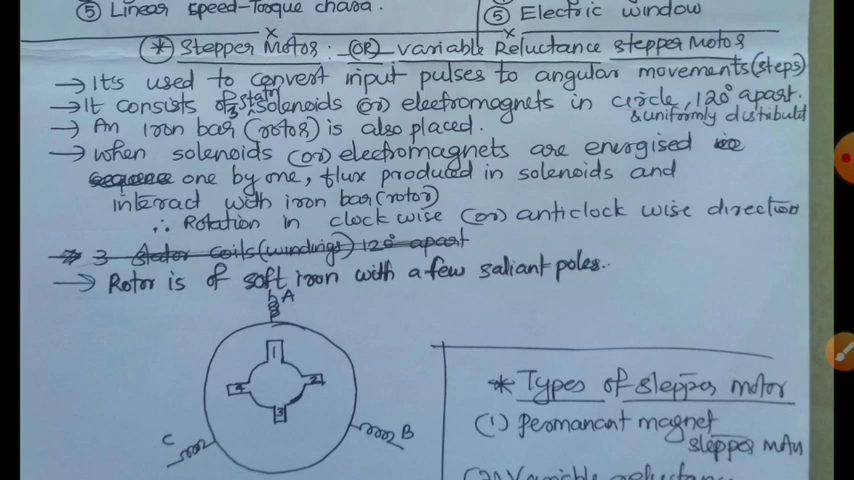 ⑤ Linear speed-Torque chara.
⑤ Electric window
* Stepper Motor: (OR) variable Reluctance stepper motor
→ It's used to convert input pulses to angular movements (steps)
→ It consists of 3 stator solenoids (or) electromagnets in circle, 120° apart.
& uniformly distributed
→ An iron bar (rotor) is also placed.
→ when solenoids (or) electromagnets are energised
one by one, flux produced in solenoids and
interact with iron bar (rotor)
∴ Rotation in clock wise (or) anticlock wise direction
3 stator coils (windings) 120° apart
→ Rotor is of soft iron with a few saliant poles.
A
1
4 2
3
C B
* Types of stepper motor
(1) permanant magnet
stepper
(2) Variable reluctance